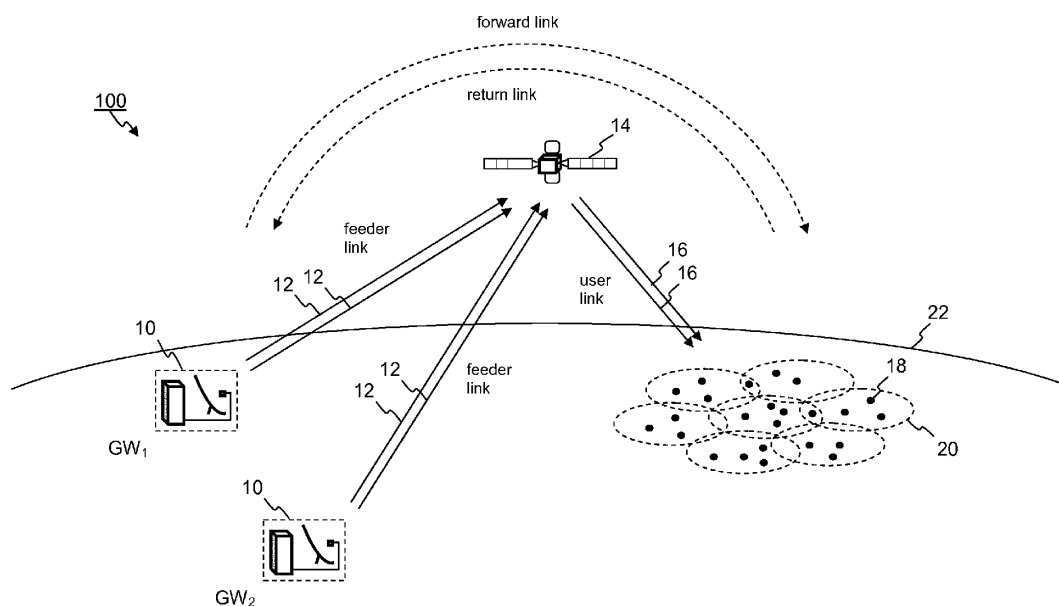 forward link
return link
100
14
feeder
link
16
16
user
link
12
12
10
22
feeder
link
12
12
18
20
GW1
10
GW2